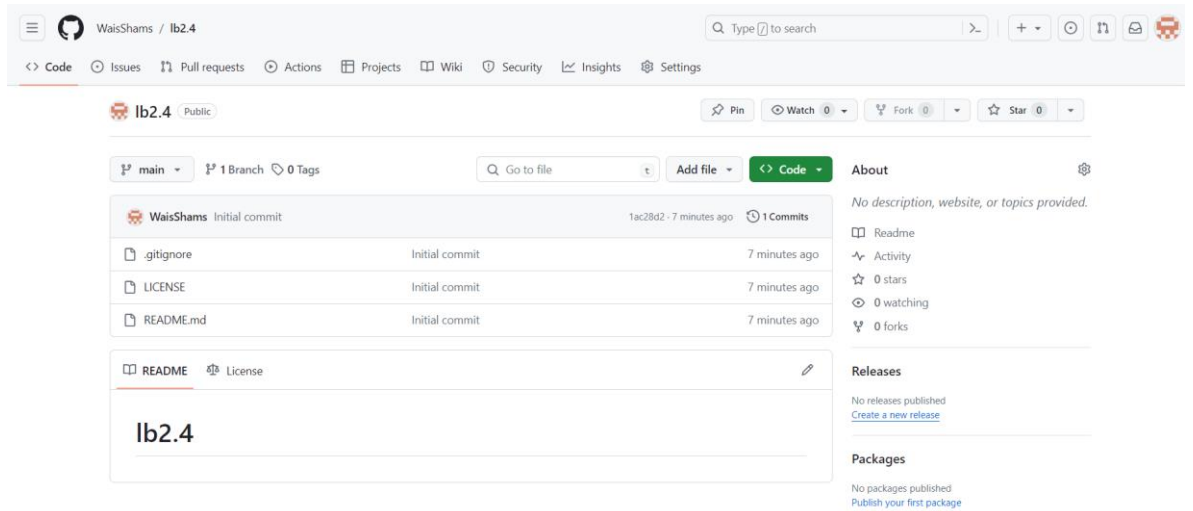 WaisShams / lb2.4
Type / to search
<> Code Issues Pull requests Actions Projects Wiki Security Insights Settings
lb2.4 Public
Pin Watch 0 Fork 0 Star 0
main 1 Branch 0 Tags
Go to file t Add file <> Code
WaisShams Initial commit 1ac28d2 · 7 minutes ago 1 Commits
.gitignore Initial commit 7 minutes ago
LICENSE Initial commit 7 minutes ago
README.md Initial commit 7 minutes ago
README License
lb2.4
About
No description, website, or topics provided.
Readme
Activity
0 stars
0 watching
0 forks
Releases
No releases published
Create a new release
Packages
No packages published
Publish your first package